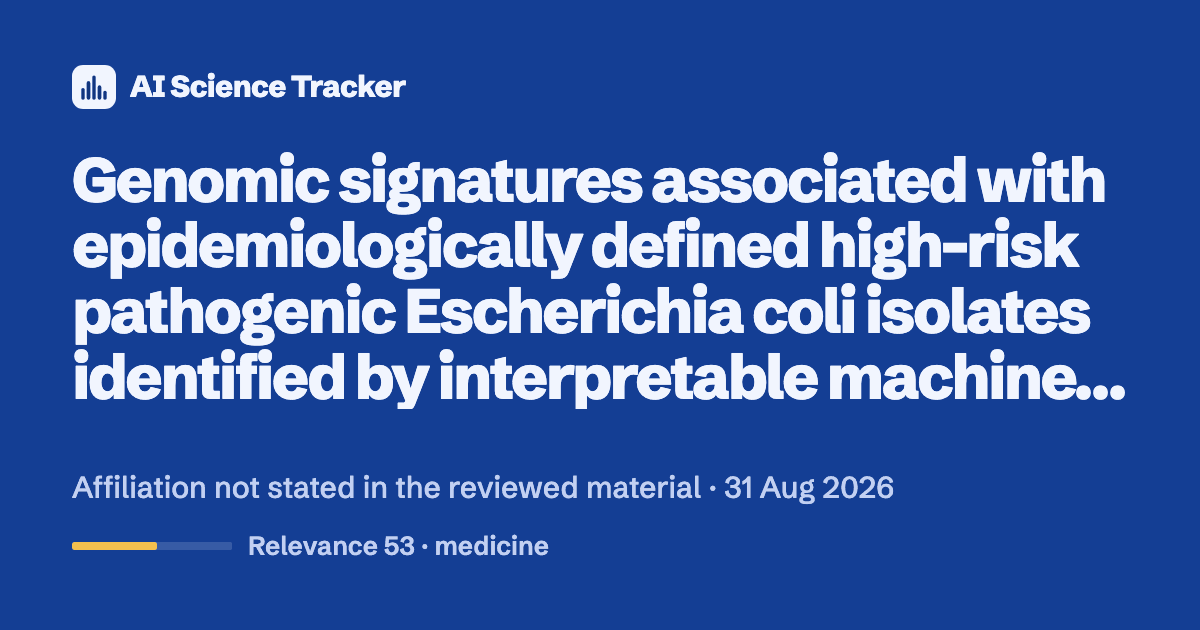 AI Science Tracker
Genomic signatures associated with
epidemiologically defined high-risk
pathogenic Escherichia coli isolates
identified by interpretable machine...
Affiliation not stated in the reviewed material · 31 Aug 2026
Relevance 53 · medicine